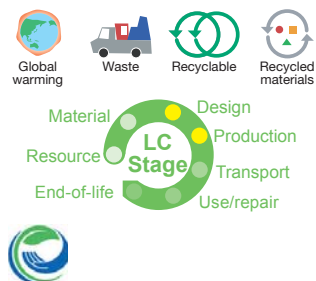 Global
warming
Waste
Recyclable
Recycled
materials
Material
Design
Production
LC
Stage
Resource
Transport
End-of-life
Use/repair